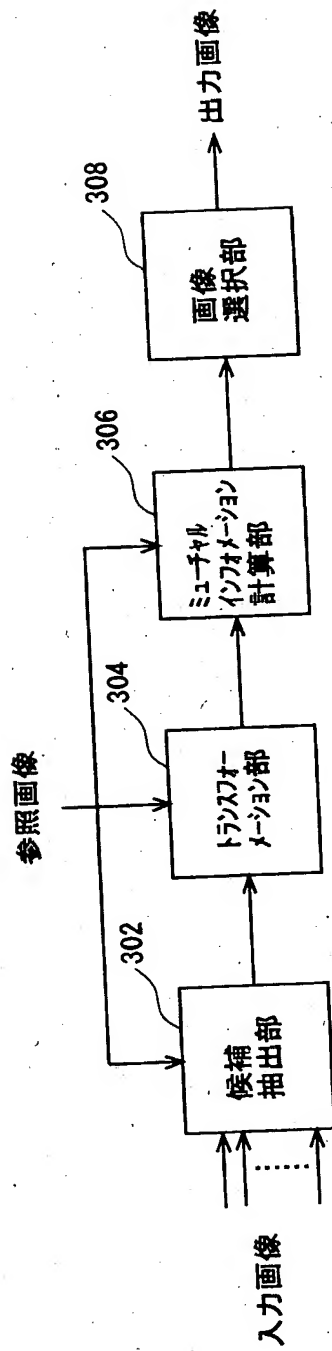 参照画像
入力画像
302
候補
抽出部
304
トランスフォー
メーション部
306
ミューチャル
インフォメーション
計算部
308
画像
選択部
出力画像